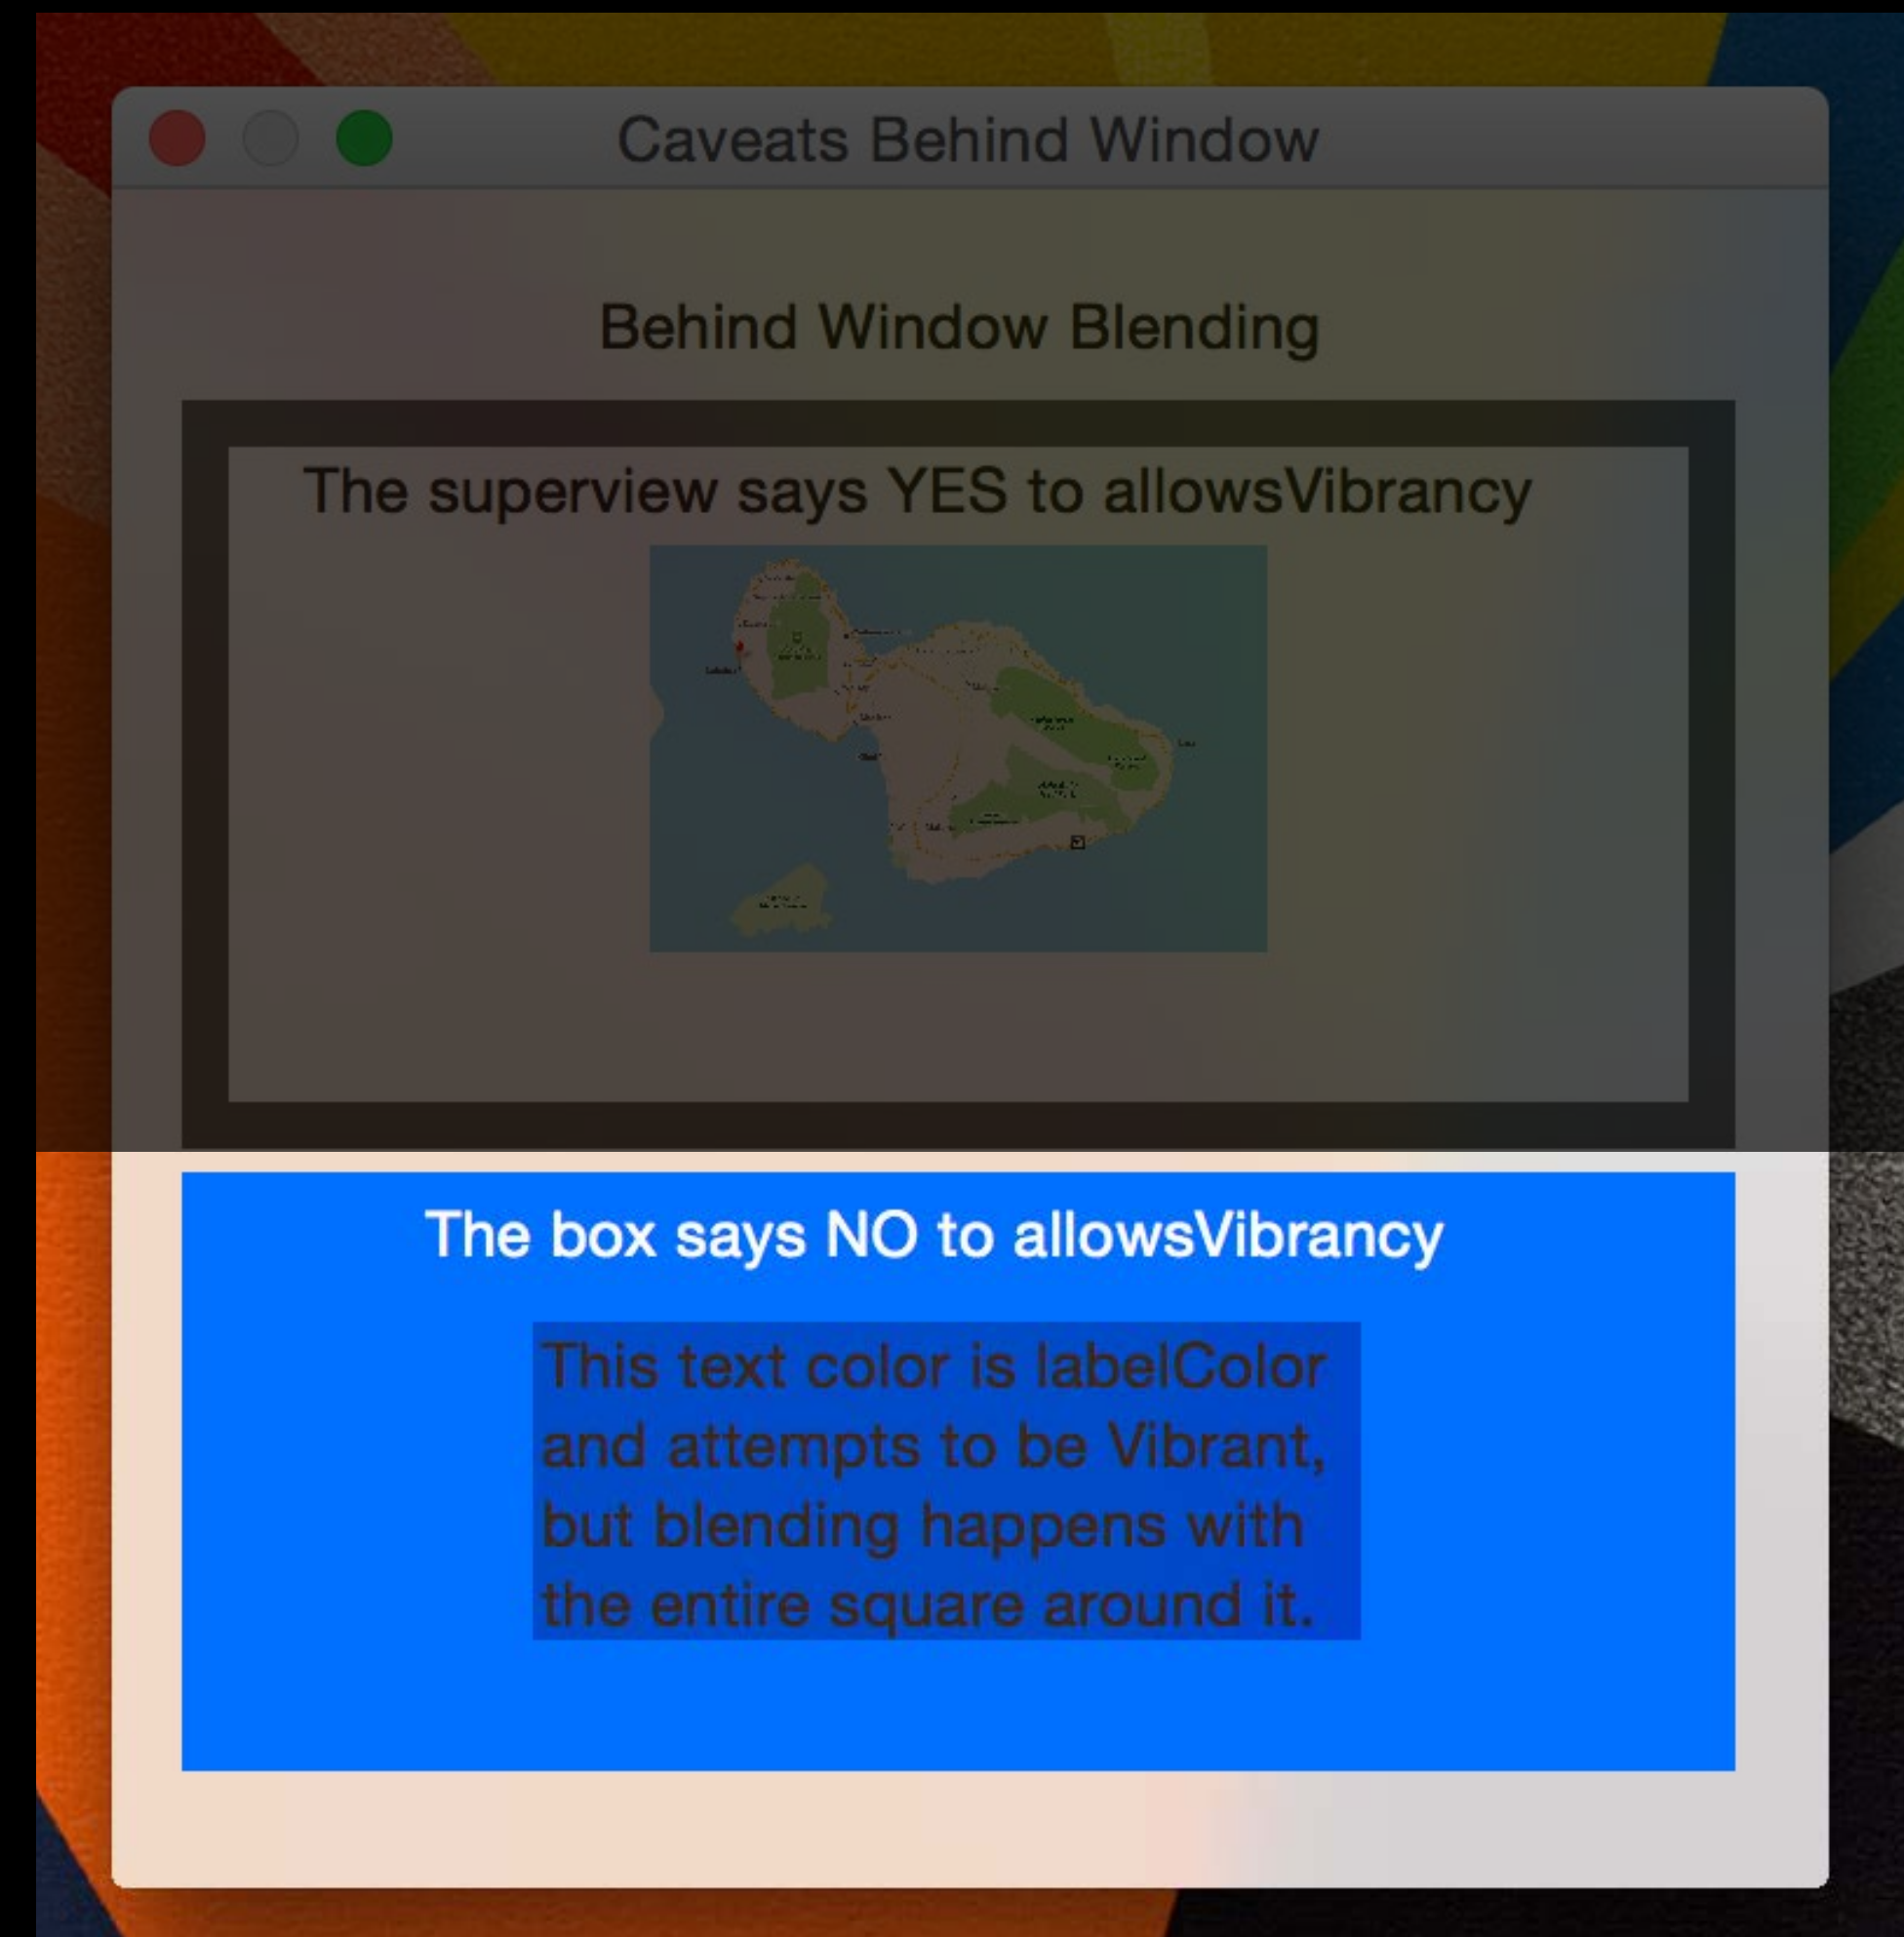 Caveats Behind Window
Behind Window Blending
The superview says YES to allowsVibrancy
The box says NO to allowsVibrancy
This text color is labelColor
and attempts to be Vibrant,
but blending happens with
the entire square around it.